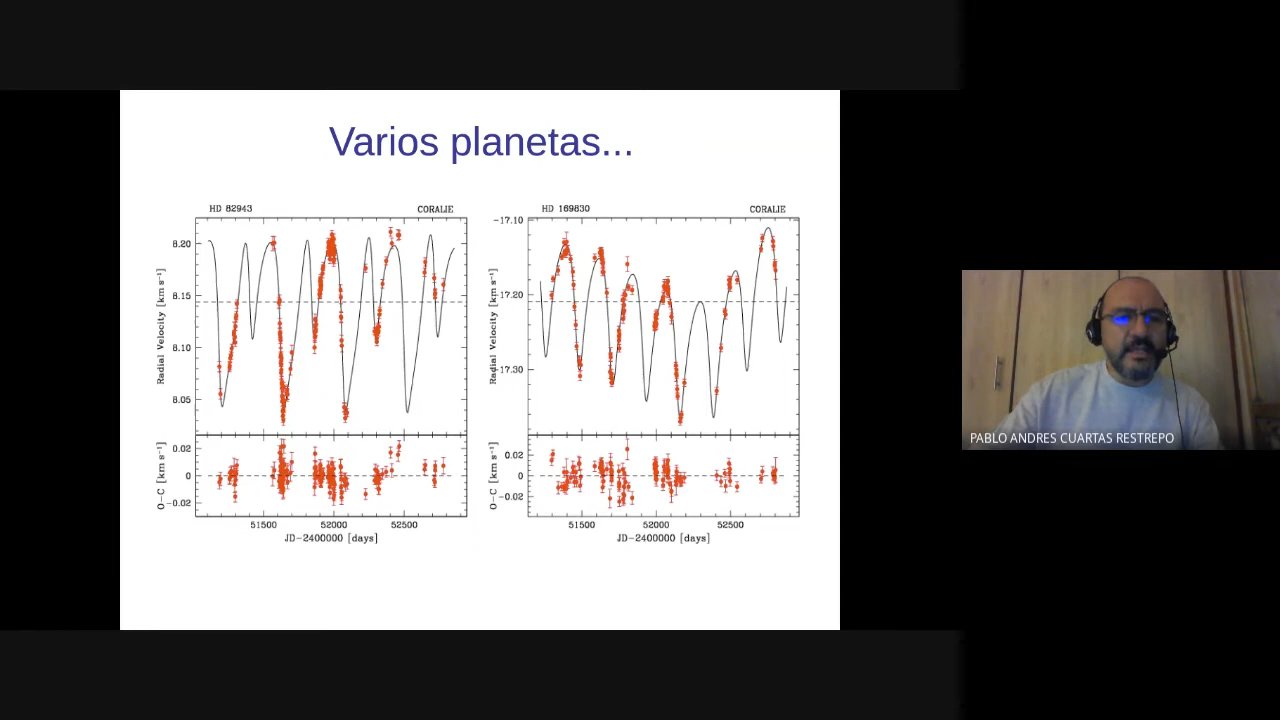 Varios planetas...
HD 82943
CORALIE
8.20
8.15
8.10
8.05
Radial Velocity [km s⁻¹]
0.02
0
-0.02
O-C [km s⁻¹]
51500
52000
52500
JD-2400000 [days]
HD 169830
CORALIE
-17.10
-17.20
-17.30
Radial Velocity [km s⁻¹]
0.02
0
-0.02
O-C [km s⁻¹]
51500
52000
52500
JD-2400000 [days]
PABLO ANDRES CUARTAS RESTREPO